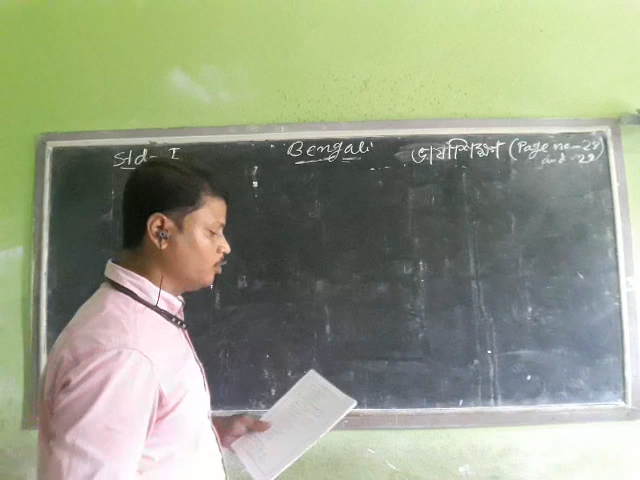 Std - I
Bengali
ভাষাশিক্ষা (Page no - 28
and - 29